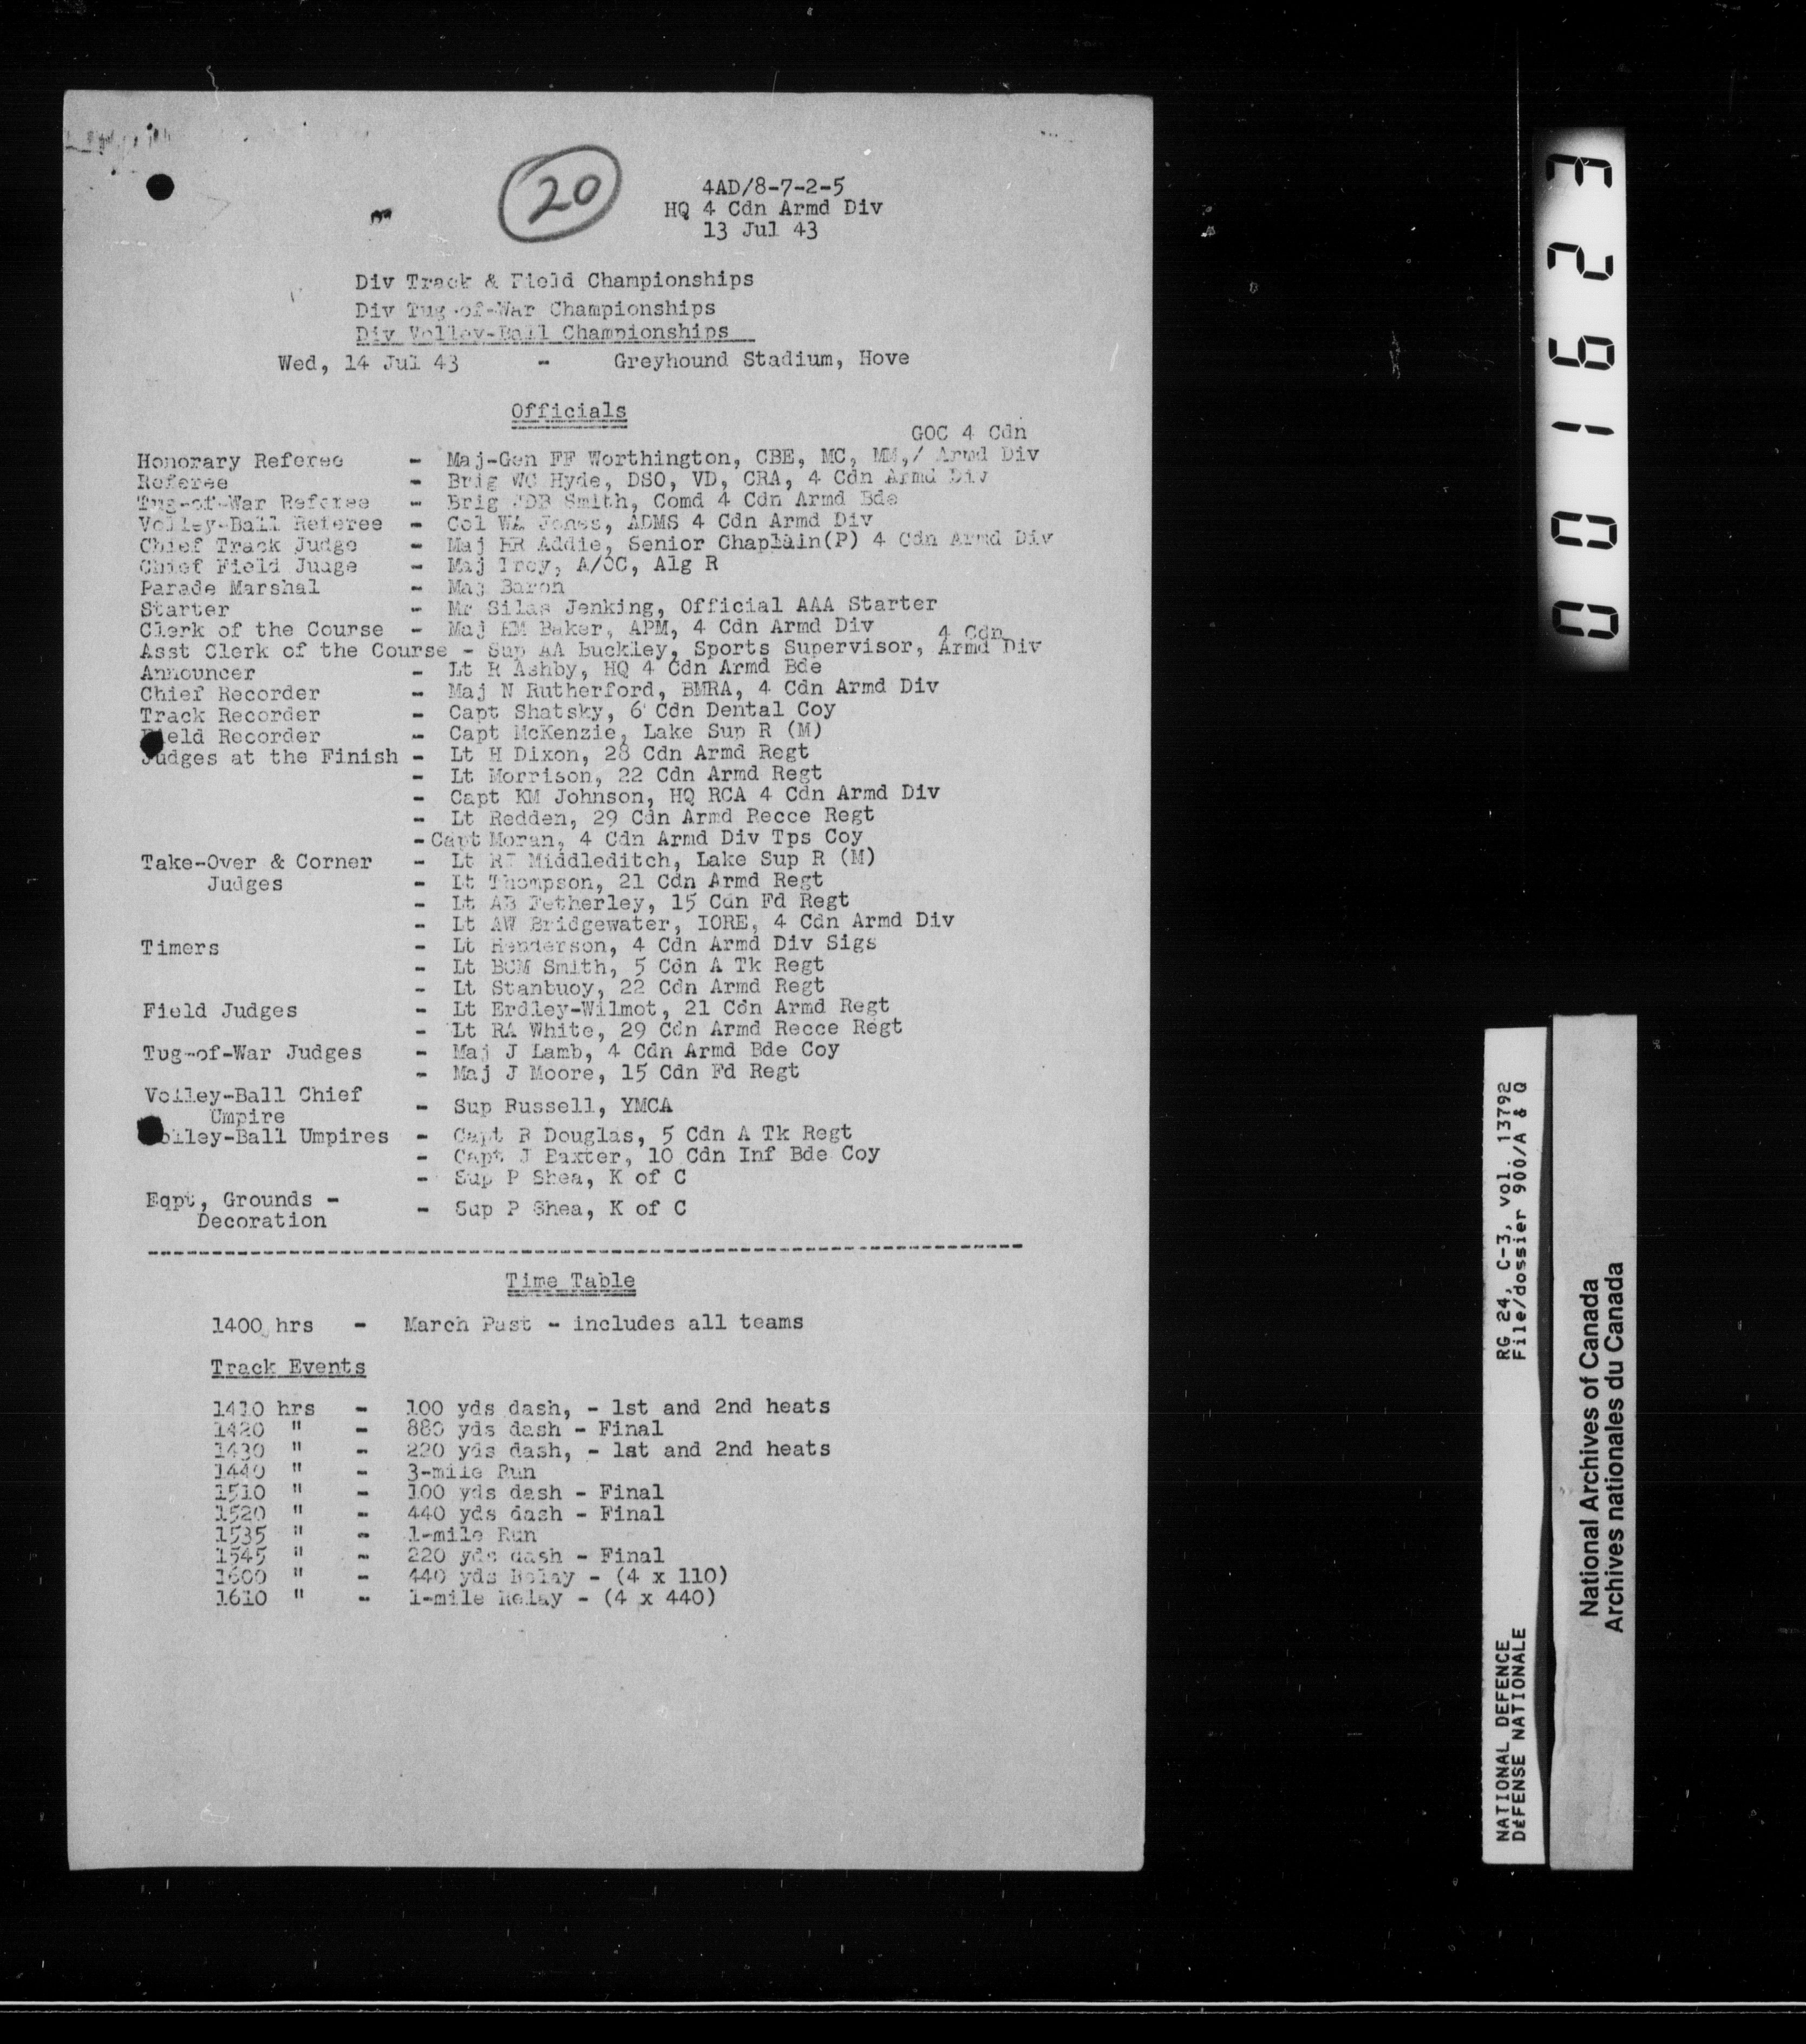 20
4AD/8-7-2-5
HQ 4 Cdn Armd Div
13 Jul 43
Div Track & Field Championships
Div Tug-of-War Championships
Div Volley-Ball Championships
Wed, 14 Jul 43 - Greyhound Stadium, Hove
Officials
GOC 4 Cdn
Honorary Referee - Maj-Gen FF Worthington, CBE, MC, MM,/ Armd Div
Referee - Brig WC Hyde, DSO, VD, CRA, 4 Cdn Armd Div
Tug-of-War Referee - Brig Smith, Comd 4 Cdn Armd Bde
Volley-Ball Referee - Col WA Jones, ADMS 4 Cdn Armd Div
Chief Track Judge - Maj HR Addie, Senior Chaplain(P) 4 Cdn Armd Div
Chief Field Judge - Maj Troy, A/OC, Alg R
Parade Marshal - Maj Baron
Starter - Mr Silas Jenking, Official AAA Starter
Clerk of the Course - Maj HM Baker, APM, 4 Cdn Armd Div
4 Cdn
Asst Clerk of the Course - Sup AA Buckley, Sports Supervisor, Armd Div
Announcer - Lt R Ashby, HQ 4 Cdn Armd Bde
Chief Recorder - Maj N Rutherford, BMRA, 4 Cdn Armd Div
Track Recorder - Capt Shatsky, 6 Cdn Dental Coy
Field Recorder - Capt McKenzie, Lake Sup R (M)
Judges at the Finish - Lt H Dixon, 28 Cdn Armd Regt
- Lt Morrison, 22 Cdn Armd Regt
- Capt KM Johnson, HQ RCA 4 Cdn Armd Div
- Lt Redden, 29 Cdn Armd Recce Regt
- Capt Moran, 4 Cdn Armd Div Tps Coy
Take-Over & Corner - Lt Middleditch, Lake Sup R (M)
Judges - Lt Thompson, 21 Cdn Armd Regt
- Lt AB Fetherley, 15 Cdn Fd Regt
- Lt AW Bridgewater, IORE, 4 Cdn Armd Div
Timers - Lt Henderson, 4 Cdn Armd Div Sigs
- Lt BCM Smith, 5 Cdn A Tk Regt
- Lt Stanbuoy, 22 Cdn Armd Regt
Field Judges - Lt Erdley-Wilmot, 21 Cdn Armd Regt
- Lt RA White, 29 Cdn Armd Recce Regt
Tug-of-War Judges - Maj J Lamb, 4 Cdn Armd Bde Coy
- Maj J Moore, 15 Cdn Fd Regt
Volley-Ball Chief
Umpire - Sup Russell, YMCA
Volley-Ball Umpires - Capt B Douglas, 5 Cdn A Tk Regt
- Capt J Baxter, 10 Cdn Inf Bde Coy
- Sup P Shea, K of C
Eqpt, Grounds -
Decoration - Sup P Shea, K of C
Time Table
1400 hrs - March Past - includes all teams
Track Events
1410 hrs - 100 yds dash, - 1st and 2nd heats
1420 " - 880 yds dash - Final
1430 " - 220 yds dash, - 1st and 2nd heats
1440 " - 3-mile Run
1510 " - 100 yds dash - Final
1520 " - 440 yds dash - Final
1535 " - 1-mile Run
1545 " - 220 yds dash - Final
1600 " - 440 yds Relay - (4 x 110)
1610 " - 1-mile Relay - (4 x 440)
001623
NATIONAL DEFENCE RG 24, C-3, vol. 13792
DÉFENSE NATIONALE File/dossier 900/A & Q
National Archives of Canada
Archives nationales du Canada